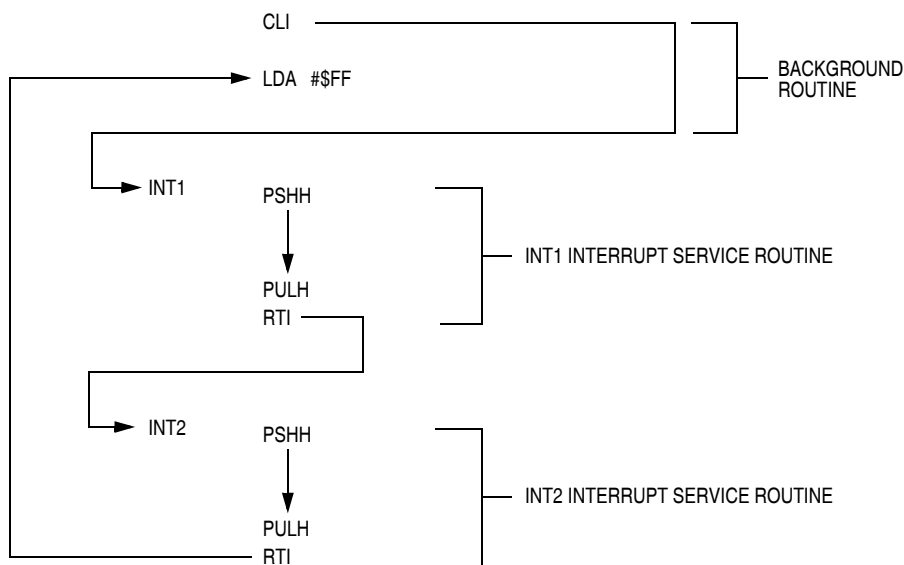 CLI
LDA #$FF
BACKGROUND
ROUTINE
INT1
PSHH
INT1 INTERRUPT SERVICE ROUTINE
PULH
RTI
INT2
PSHH
INT2 INTERRUPT SERVICE ROUTINE
PULH
RTI